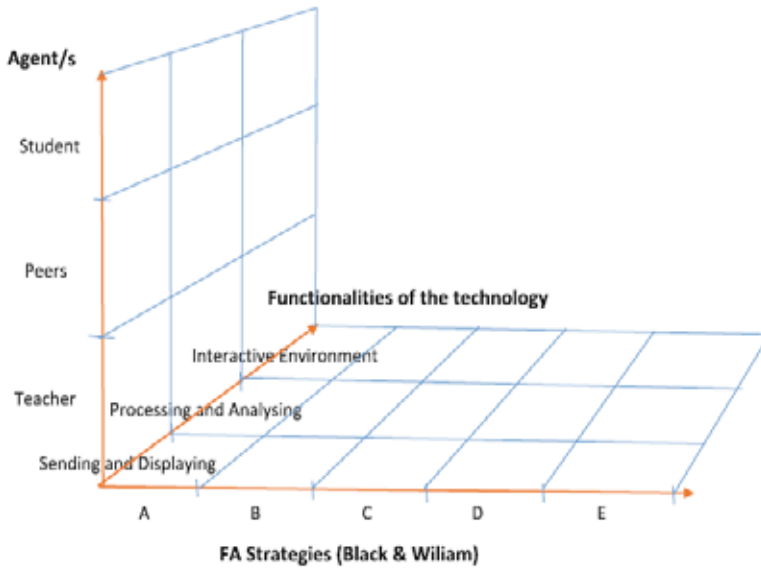 Agent/s
Student
Peers
Functionalities of the technology
Interactive Environment
Teacher
Processing and Analysing
Sending and Displaying
A B C D E
FA Strategies (Black & Wiliam)